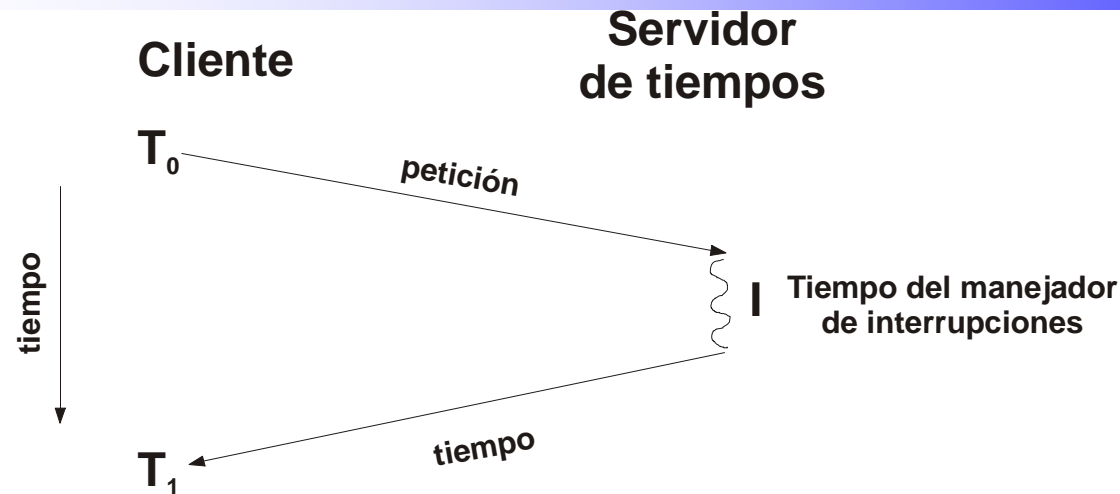 Cliente
Servidor
de tiempos
T₀
petición
tiempo
I
Tiempo del manejador
de interrupciones
tiempo
T₁